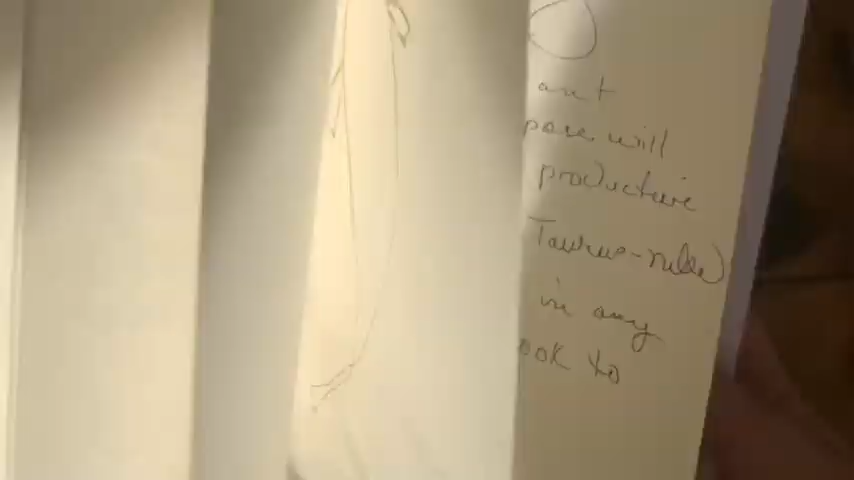 ant
pose will
productive
Taurus-ruled
in any
ook to